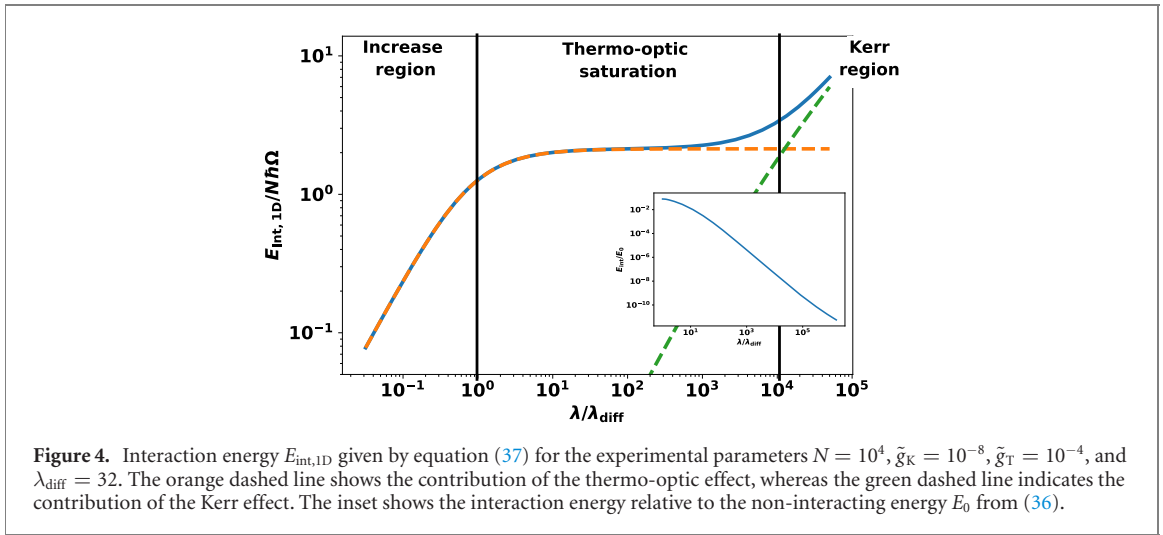 Increase
region
Thermo-optic
saturation
Kerr
region
10¹
10⁰
10⁻¹
E_Int, 1D/NℏΩ
10⁻²
10⁻⁴
10⁻⁶
10⁻⁸
10⁻¹⁰
E_int/E_0
10¹
10³
10⁵
λ/λ_diff
10⁻¹
10⁰
10¹
10²
10³
10⁴
10⁵
λ/λ_diff
Figure 4. Interaction energy E_int,1D given by equation (37) for the experimental parameters N = 10⁴, g̃_K = 10⁻⁸, g̃_T = 10⁻⁴, and
λ_diff = 32. The orange dashed line shows the contribution of the thermo-optic effect, whereas the green dashed line indicates the
contribution of the Kerr effect. The inset shows the interaction energy relative to the non-interacting energy E_0 from (36).